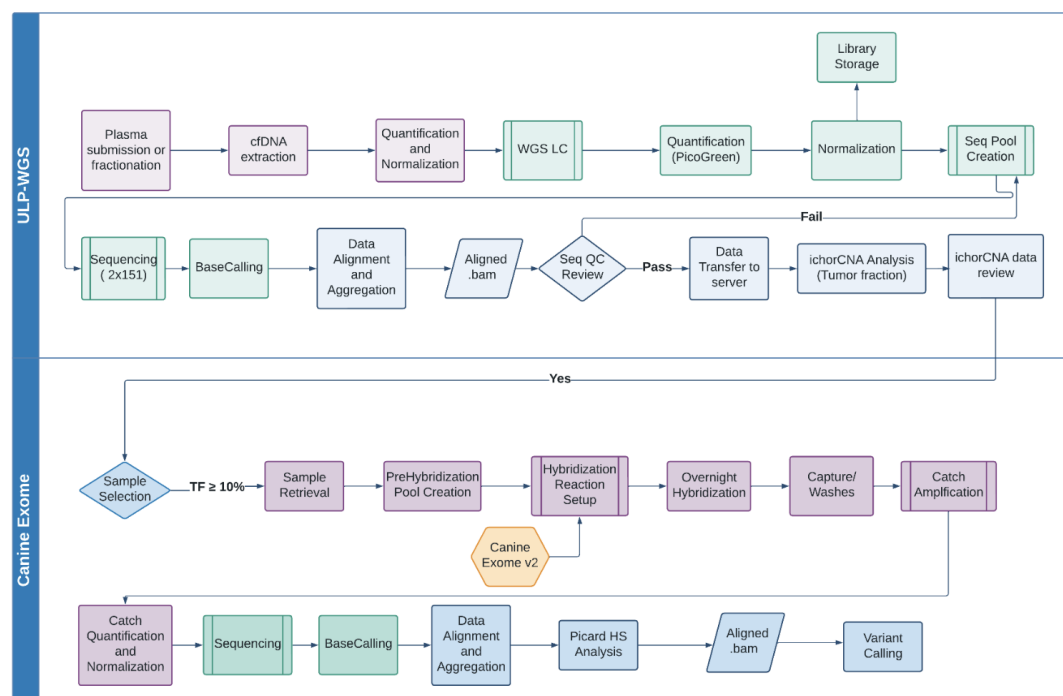 ULP-WGS
Library
Storage
Plasma
submission or
fractionation
cfDNA
extraction
Quantification
and
Normalization
WGS LC
Quantification
(PicoGreen)
Normalization
Seq Pool
Creation
Fail
Sequencing
( 2x151)
BaseCalling
Data
Alignment
and
Aggregation
Aligned
.bam
Seq QC
Review
Pass
Data
Transfer to
server
ichorCNA Analysis
(Tumor fraction)
ichorCNA data
review
Canine Exome
Yes
Sample
Selection
TF ≥ 10%
Sample
Retrieval
PreHybridization
Pool Creation
Hybridization
Reaction
Setup
Overnight
Hybridization
Capture/
Washes
Catch
Amplfication
Canine
Exome v2
Catch
Quantification
and
Normalization
Sequencing
BaseCalling
Data
Alignment
and
Aggregation
Picard HS
Analysis
Aligned
.bam
Variant
Calling